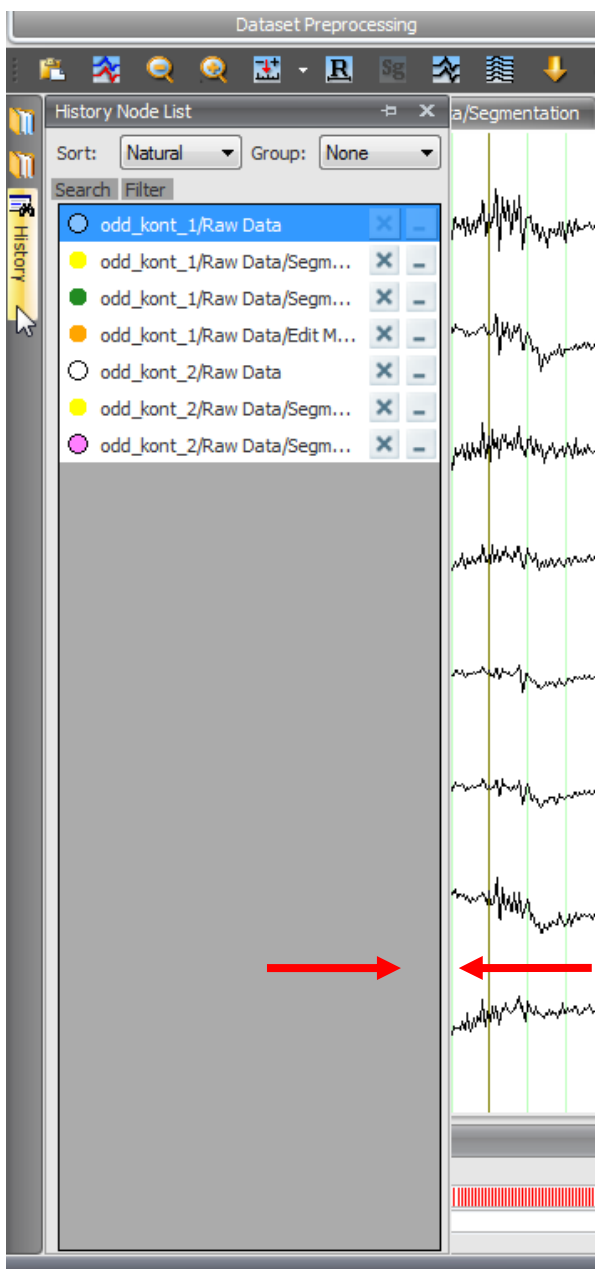 Dataset Preprocessing
R Sg
History Node List
a/Segmentation
Sort: Natural Group: None
Search Filter
History
odd_kont_1/Raw Data
odd_kont_1/Raw Data/Segm...
odd_kont_1/Raw Data/Segm...
odd_kont_1/Raw Data/Edit M...
odd_kont_2/Raw Data
odd_kont_2/Raw Data/Segm...
odd_kont_2/Raw Data/Segm...